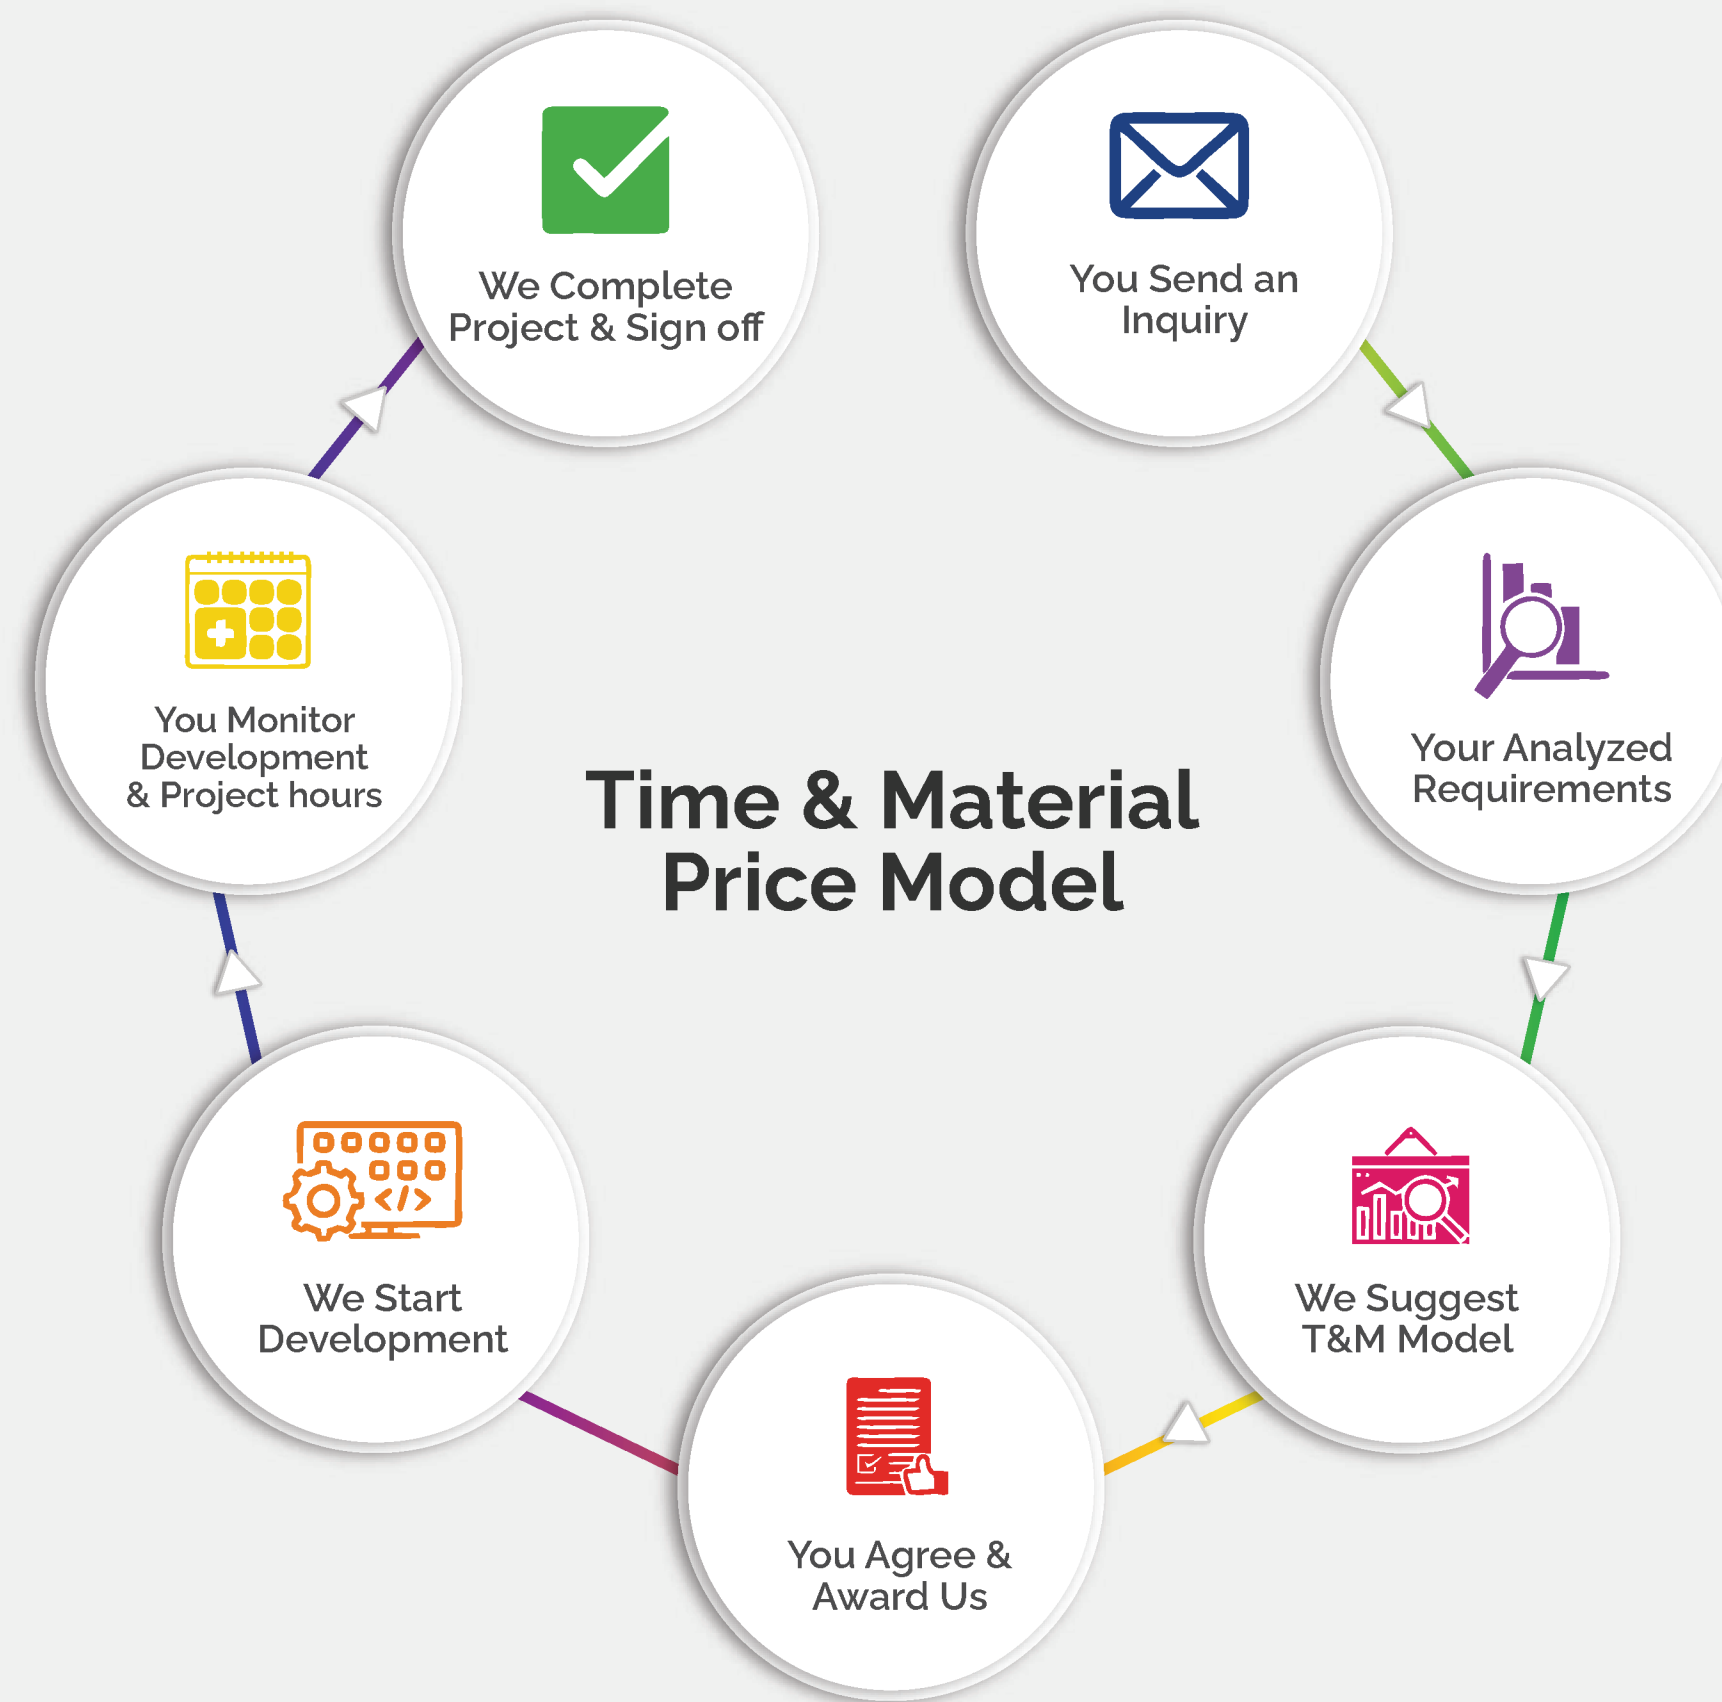 You Send an
Inquiry
Your Analyzed
Requirements
We Suggest
T&M Model
You Agree &
Award Us
We Start
Development
You Monitor
Development
& Project hours
We Complete
Project & Sign off
Time & Material
Price Model